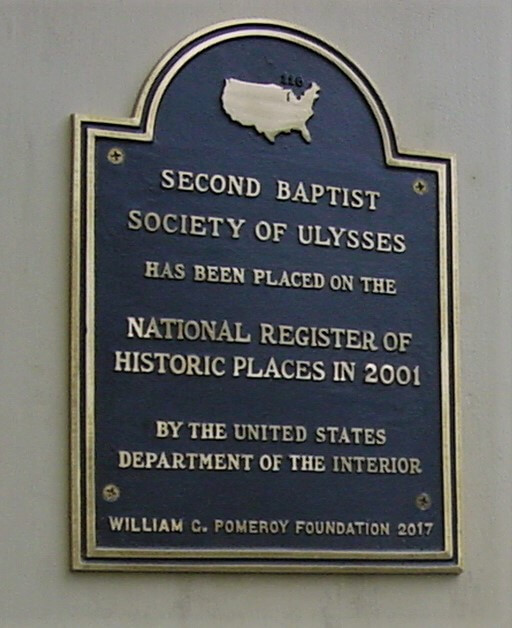 116
SECOND BAPTIST
SOCIETY OF ULYSSES
HAS BEEN PLACED ON THE
NATIONAL REGISTER OF
HISTORIC PLACES IN 2001
BY THE UNITED STATES
DEPARTMENT OF THE INTERIOR
WILLIAM G. POMEROY FOUNDATION 2017